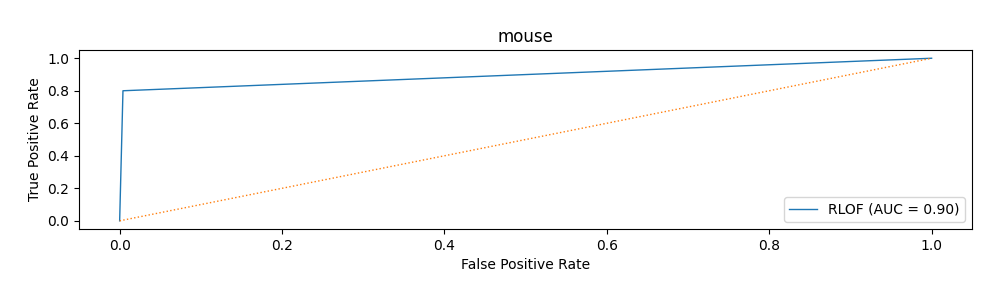 mouse
True Positive Rate
1.0
0.8
0.6
0.4
0.2
0.0
RLOF (AUC = 0.90)
0.0 0.2 0.4 0.6 0.8 1.0
False Positive Rate